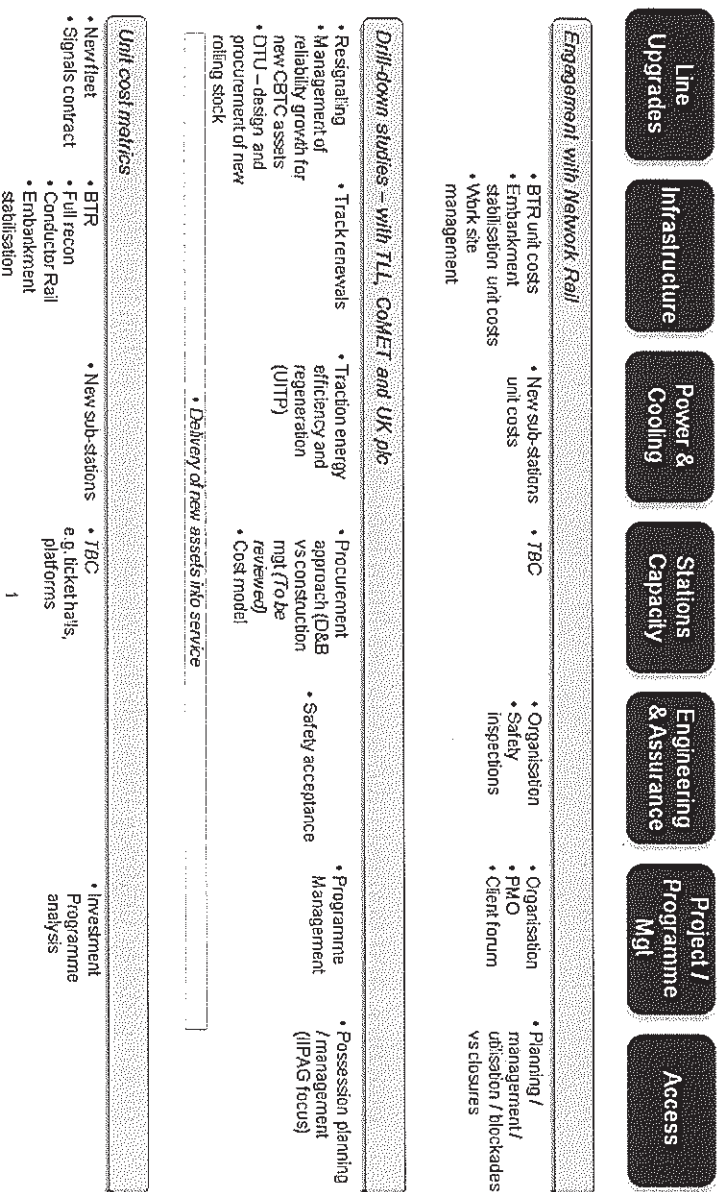 Line
Upgrades
Infrastructure
Power &
Cooling
Stations
Capacity
Engineering
& Assurance
Project /
Programme
Mgt
Access
Engagement with Network Rail
• BTR unit costs
• Embankment
stabilisation unit costs
• Work site
management
• New sub-stations
unit costs
• TBC
• Organisation
• Safety
inspections
• Organisation
• PMO
• Client forum
• Planning /
management /
utilisation / blockades
vs closures
Drill-down studies – with TLL, CoMET and UK plc
• Resignalling
• Management of
reliability growth for
new CBTC assets
• DTU – design and
procurement of new
rolling stock
• Track renewals
• Traction energy
efficiency and
regeneration
(UITP)
• Procurement
approach (D&B
vs construction
mgt (To be
reviewed)
• Cost model
• Safety acceptance
• Programme
Management
• Possession planning
/ management
(IIPAG focus)
• Delivery of new assets into service
Unit cost metrics
• New fleet
• Signals contract
• BTR
• Full recon
• Conductor Rail
• Embankment
stabilisation
• New sub-stations
• TBC
e.g. ticket halls,
platforms
• Investment
Programme
analysis
1